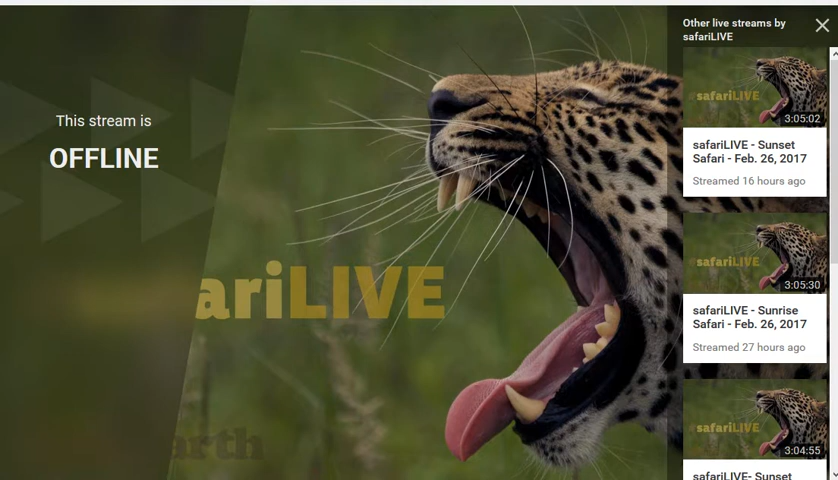 This stream is
OFFLINE
ariLIVE
arth
Other live streams by
safariLIVE
safariLIVE
3:05:02
safariLIVE - Sunset
Safari - Feb. 26, 2017
Streamed 16 hours ago
safariLIVE
3:05:30
safariLIVE - Sunrise
Safari - Feb. 26, 2017
Streamed 27 hours ago
safariLIVE
3:04:55
safariLIVE- Sunset